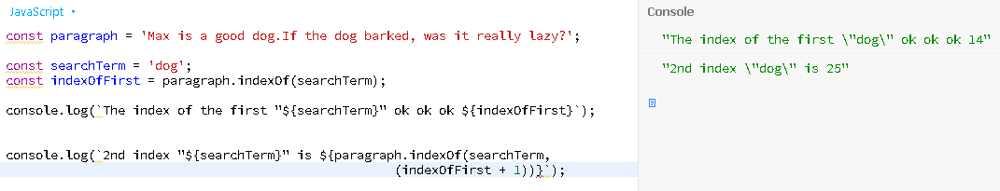 JavaScript
const paragraph = 'Max is a good dog.If the dog barked, was it really lazy?';
const searchTerm = 'dog';
const indexOfFirst = paragraph.indexOf(searchTerm);
console.log(`The index of the first "${searchTerm}" ok ok ok ${indexOfFirst}`);
console.log(`2nd index "${searchTerm}" is ${paragraph.indexOf(searchTerm,
(indexOfFirst + 1))}`);
Console
"The index of the first \"dog\" ok ok ok 14"
"2nd index \"dog\" is 25"